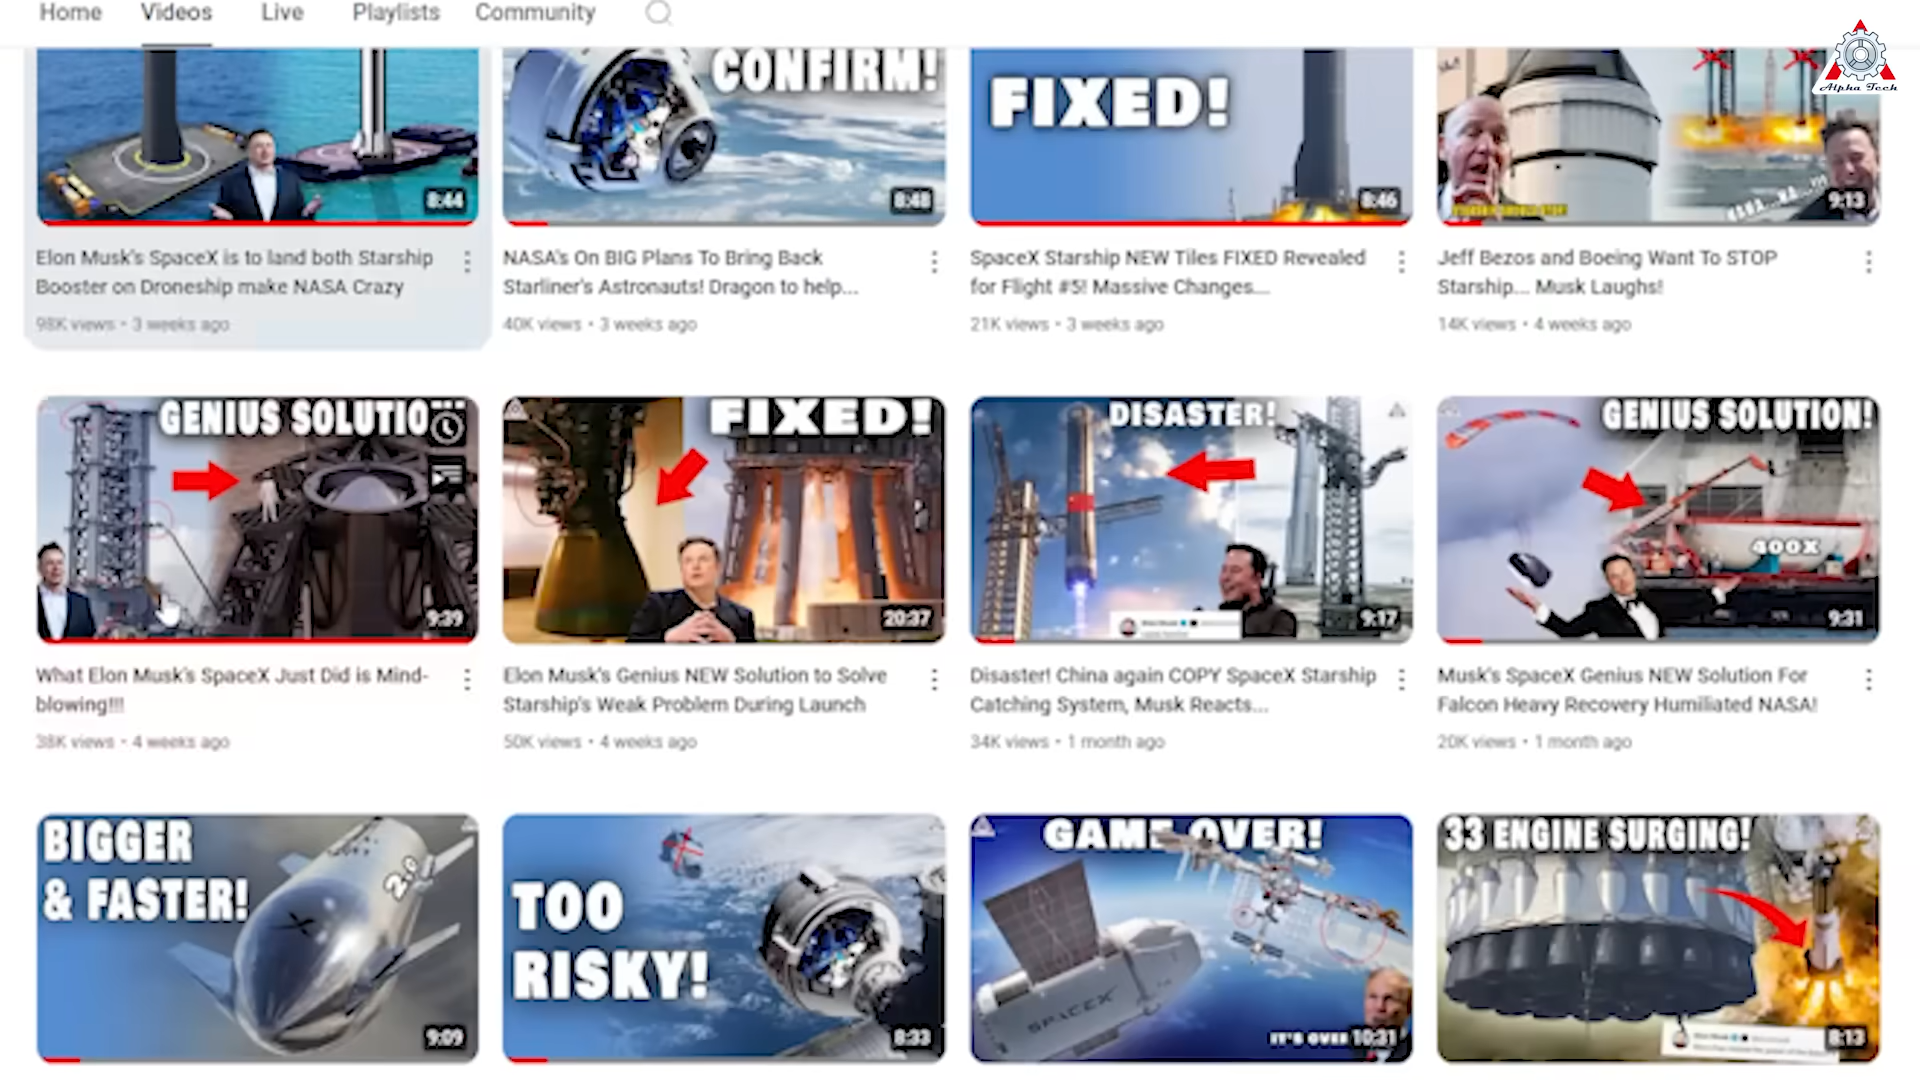 Home Videos Live Playlists Community
Alpha Tech
CONFIRM!
FIXED!
8:44
8:48
8:46
9:13
Elon Musk's SpaceX is to land both Starship
Booster on Droneship make NASA Crazy
98K views • 3 weeks ago
NASA's On BIG Plans To Bring Back
Starliner's Astronauts! Dragon to help...
40K views • 3 weeks ago
SpaceX Starship NEW Tiles FIXED Revealed
for Flight #5! Massive Changes...
21K views • 3 weeks ago
Jeff Bezos and Boeing Want To STOP
Starship... Musk Laughs!
14K views • 4 weeks ago
GENIUS SOLUTIO
9:39
FIXED!
20:37
DISASTER!
9:17
GENIUS SOLUTION!
400X
9:31
What Elon Musk's SpaceX Just Did is Mind-
blowing!!!
38K views • 4 weeks ago
Elon Musk's Genius NEW Solution to Solve
Starship's Weak Problem During Launch
50K views • 4 weeks ago
Disaster! China again COPY SpaceX Starship
Catching System, Musk Reacts...
34K views • 1 month ago
Musk's SpaceX Genius NEW Solution For
Falcon Heavy Recovery Humiliated NASA!
20K views • 1 month ago
BIGGER
& FASTER!
2.0
9:09
TOO
RISKY!
8:33
GAME OVER!
SPACEX
IT'S OVER
10:31
33 ENGINE SURGING!
8:13